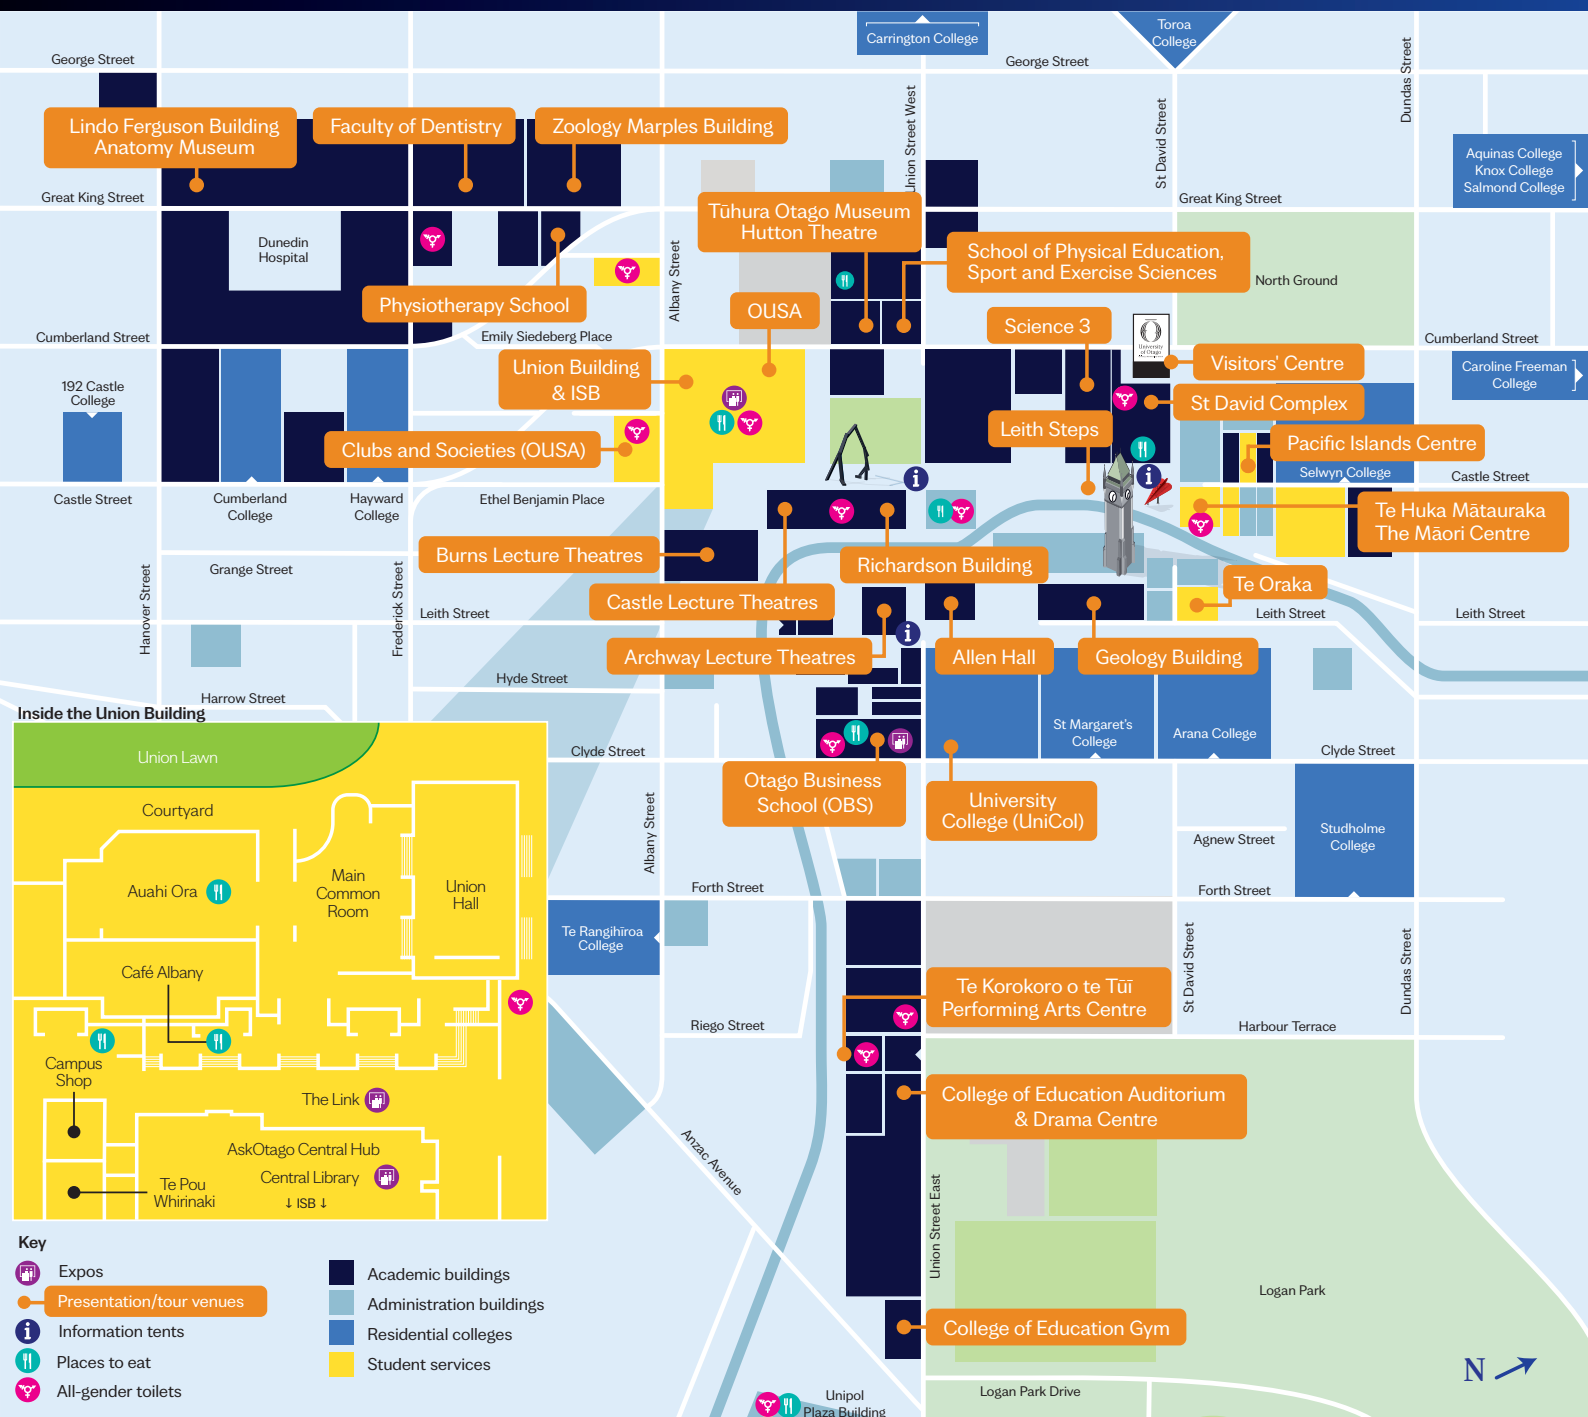 Carrington College
Toroa
College
George Street
George Street
Dundas Street
Union Street West
St David Street
Lindo Ferguson Building
Anatomy Museum
Faculty of Dentistry
Zoology Marples Building
Aquinas College
Knox College
Salmond College
Great King Street
Great King Street
Tūhura Otago Museum
Hutton Theatre
Dunedin
Hospital
Albany Street
School of Physical Education,
Sport and Exercise Sciences
North Ground
Physiotherapy School
OUSA
Science 3
University
of Otago
Cumberland Street
Emily Siedeberg Place
Cumberland Street
Union Building
& ISB
Visitors' Centre
Caroline Freeman
College
192 Castle
College
St David Complex
Leith Steps
Clubs and Societies (OUSA)
Pacific Islands Centre
Selwyn College
Castle Street
Cumberland
College
Hayward
College
Ethel Benjamin Place
Castle Street
Te Huka Mātauraka
The Māori Centre
Burns Lecture Theatres
Richardson Building
Grange Street
Hanover Street
Frederick Street
Te Oraka
Castle Lecture Theatres
Leith Street
Leith Street
Leith Street
Archway Lecture Theatres
Allen Hall
Geology Building
Hyde Street
Harrow Street
Inside the Union Building
St Margaret's
College
Arana College
Union Lawn
Clyde Street
Clyde Street
Otago Business
School (OBS)
University
College (UniCol)
Courtyard
Albany Street
Agnew Street
Studholme
College
Auahi Ora
Main
Common
Room
Union
Hall
Forth Street
Forth Street
Te Rangihīroa
College
St David Street
Dundas Street
Café Albany
Te Korokoro o te Tūī
Performing Arts Centre
Riego Street
Harbour Terrace
Campus
Shop
The Link
College of Education Auditorium
& Drama Centre
AskOtago Central Hub
Central Library
↓ ISB ↓
Te Pou
Whirinaki
Anzac Avenue
Union Street East
Key
Expos
Presentation/tour venues
Information tents
Places to eat
All-gender toilets
Academic buildings
Administration buildings
Residential colleges
Student services
Logan Park
College of Education Gym
N
Logan Park Drive
Unipol
Plaza Building